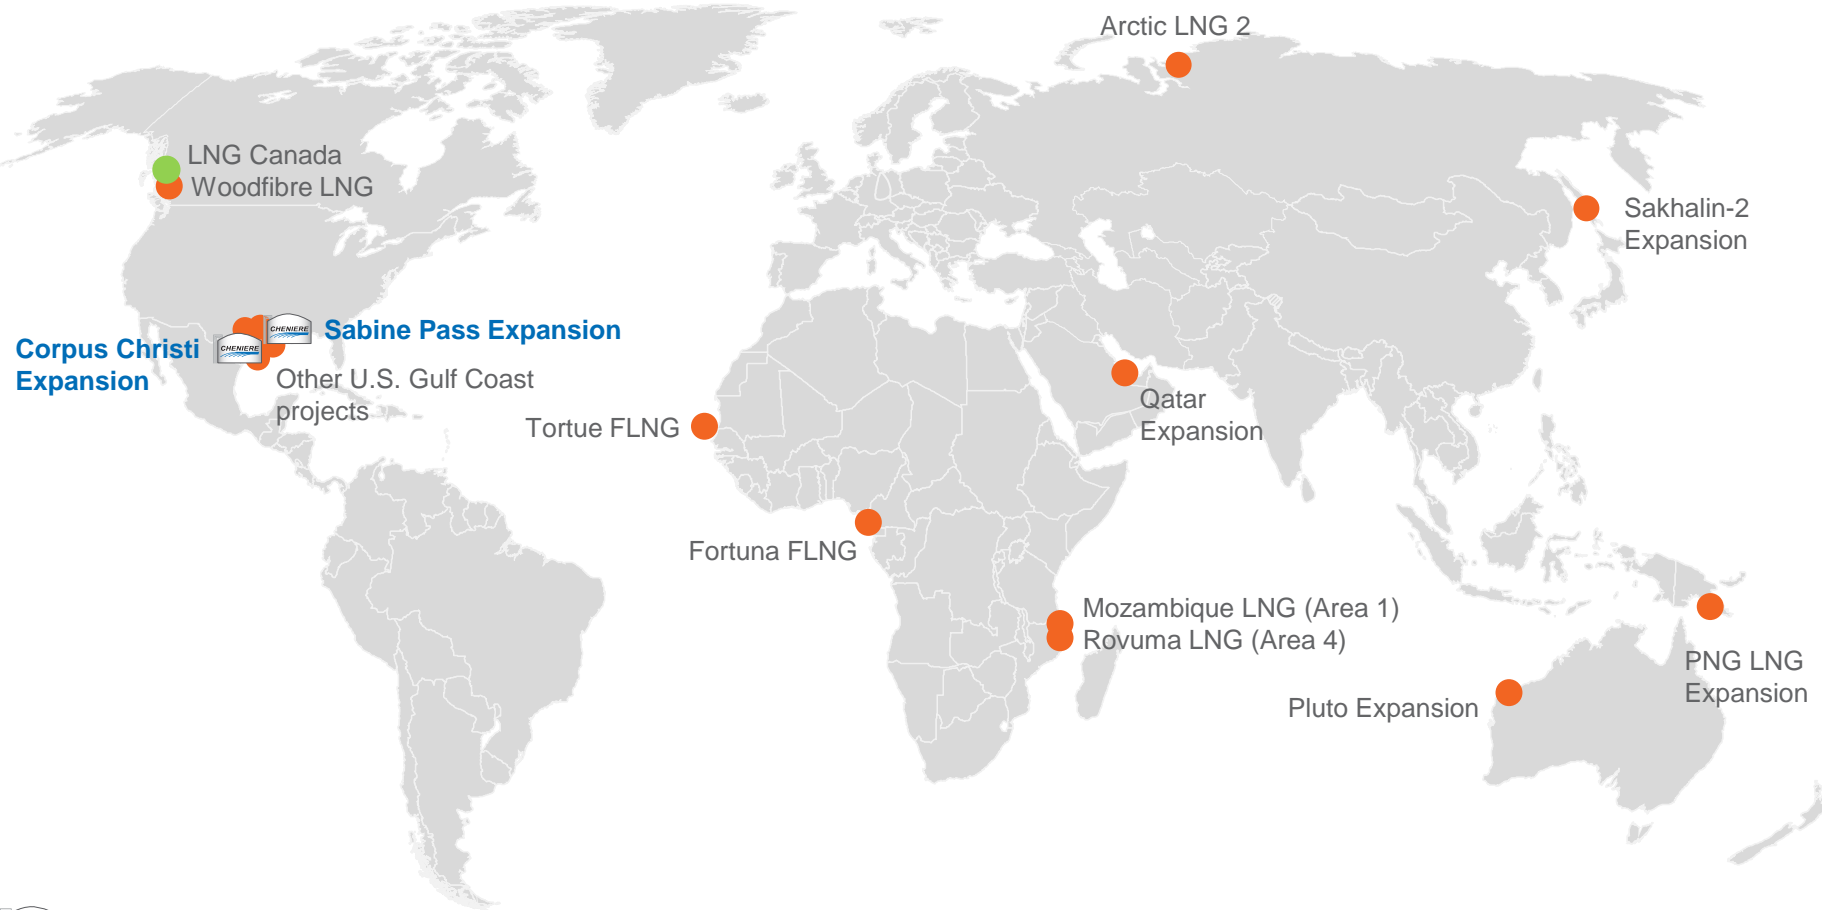 Arctic LNG 2
LNG Canada
Woodfibre LNG
Sakhalin-2
Expansion
CHENIERE
Sabine Pass Expansion
Corpus Christi
Expansion
CHENIERE
Other U.S. Gulf Coast
projects
Qatar
Expansion
Tortue FLNG
Fortuna FLNG
Mozambique LNG (Area 1)
Rovuma LNG (Area 4)
PNG LNG
Expansion
Pluto Expansion